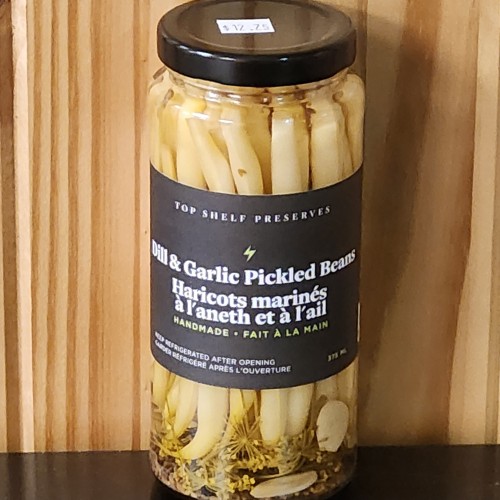 $12.25
TOP SHELF PRESERVES
Dill & Garlic Pickled Beans
Haricots marinés
à l'aneth et à l'ail
HANDMADE • FAIT À LA MAIN
KEEP REFRIGERATED AFTER OPENING
GARDER RÉFRIGÉRÉ APRÈS L'OUVERTURE
375 ML